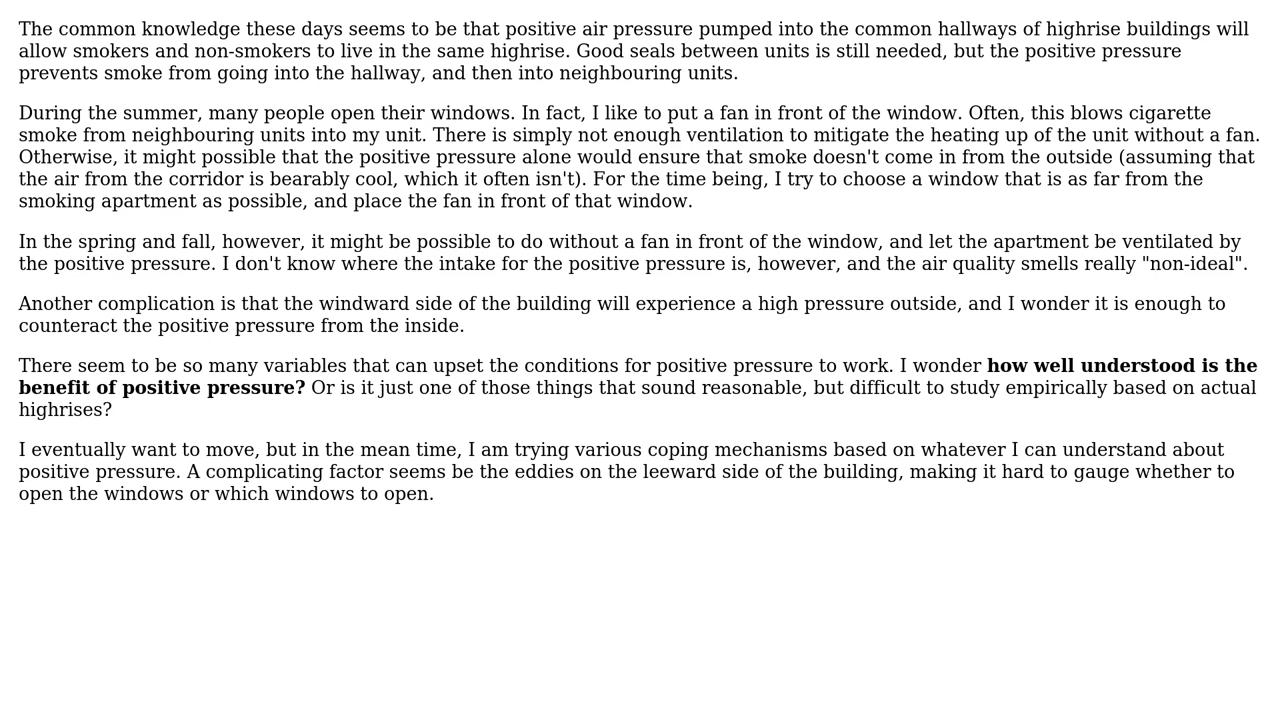 The common knowledge these days seems to be that positive air pressure pumped into the common hallways of highrise buildings will
allow smokers and non-smokers to live in the same highrise. Good seals between units is still needed, but the positive pressure
prevents smoke from going into the hallway, and then into neighbouring units.
During the summer, many people open their windows. In fact, I like to put a fan in front of the window. Often, this blows cigarette
smoke from neighbouring units into my unit. There is simply not enough ventilation to mitigate the heating up of the unit without a fan.
Otherwise, it might possible that the positive pressure alone would ensure that smoke doesn't come in from the outside (assuming that
the air from the corridor is bearably cool, which it often isn't). For the time being, I try to choose a window that is as far from the
smoking apartment as possible, and place the fan in front of that window.
In the spring and fall, however, it might be possible to do without a fan in front of the window, and let the apartment be ventilated by
the positive pressure. I don't know where the intake for the positive pressure is, however, and the air quality smells really "non-ideal".
Another complication is that the windward side of the building will experience a high pressure outside, and I wonder it is enough to
counteract the positive pressure from the inside.
There seem to be so many variables that can upset the conditions for positive pressure to work. I wonder how well understood is the
benefit of positive pressure? Or is it just one of those things that sound reasonable, but difficult to study empirically based on actual
highrises?
I eventually want to move, but in the mean time, I am trying various coping mechanisms based on whatever I can understand about
positive pressure. A complicating factor seems be the eddies on the leeward side of the building, making it hard to gauge whether to
open the windows or which windows to open.